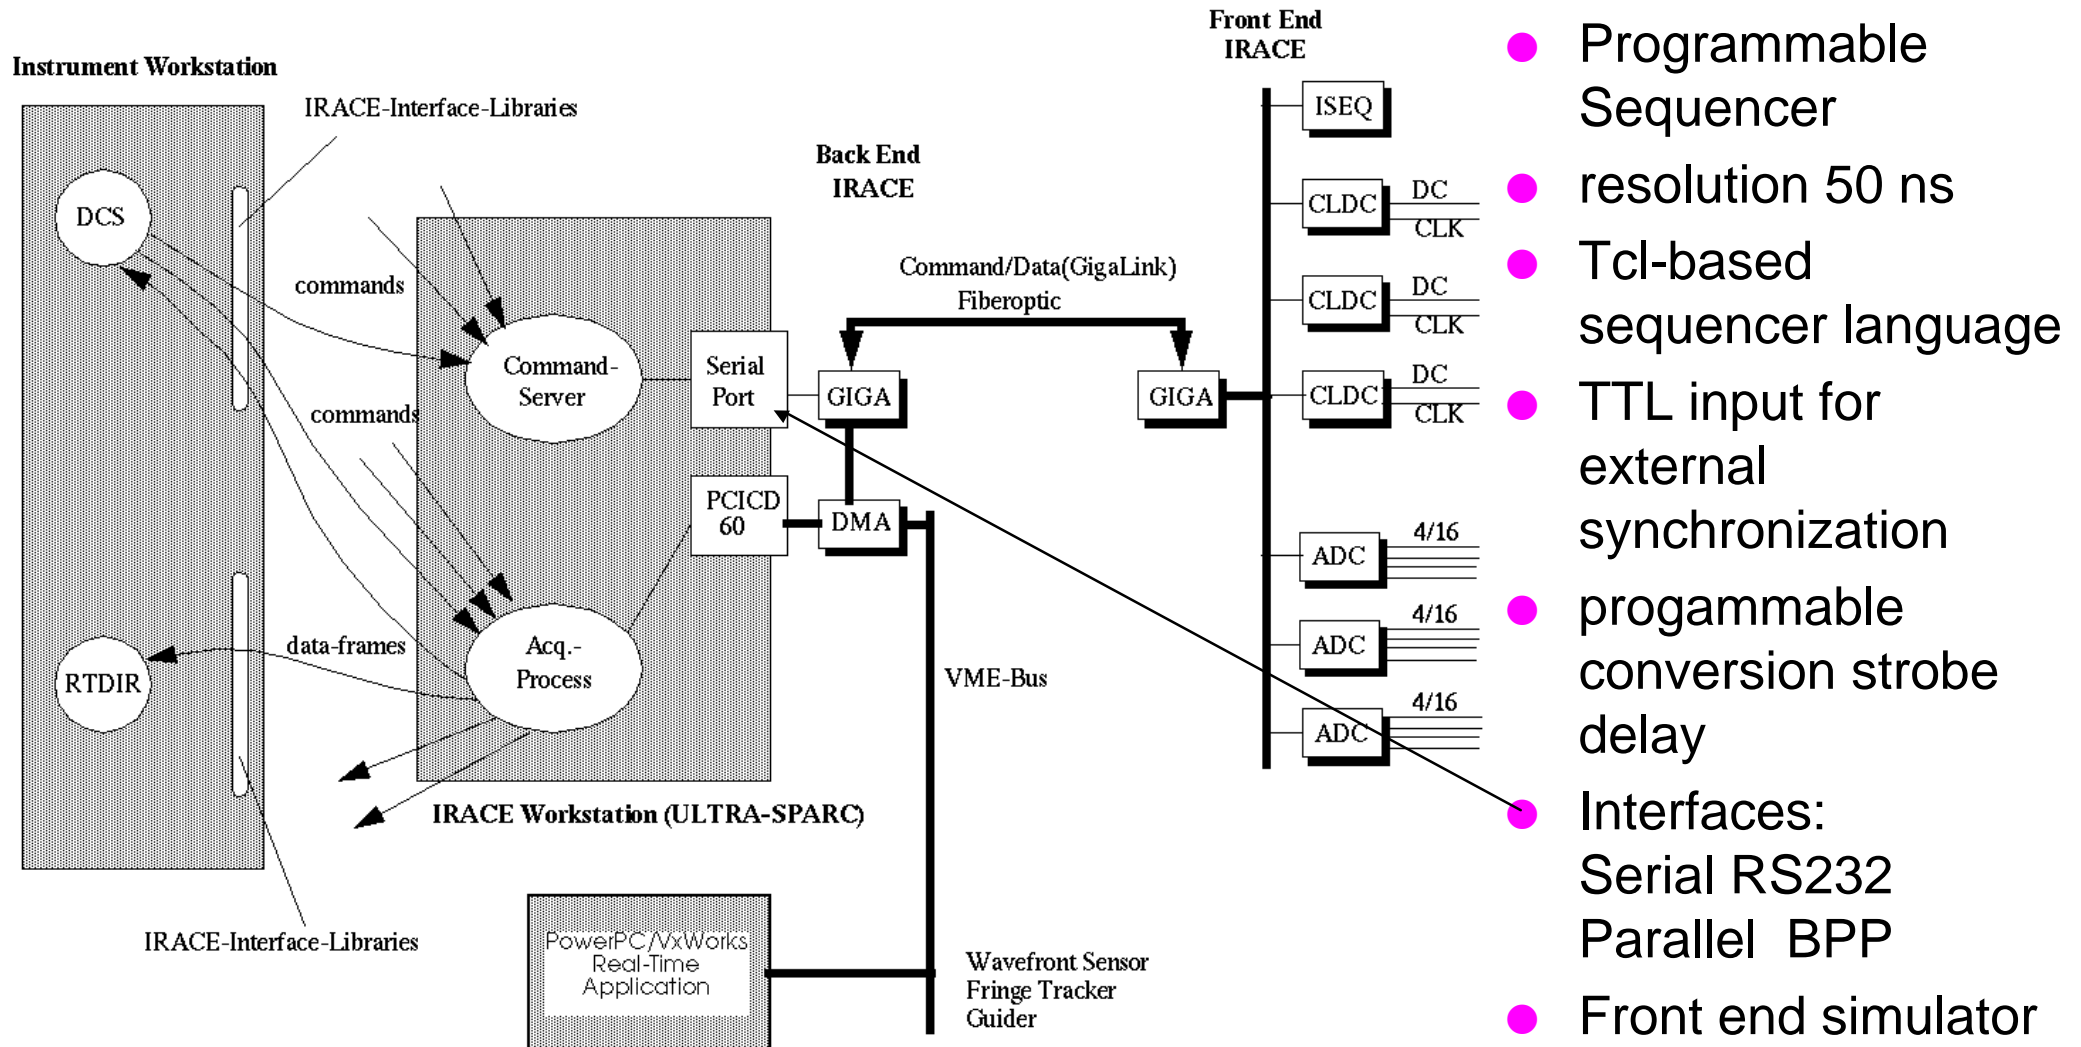 Instrument Workstation
IRACE-Interface-Libraries
DCS
commands
commands
data-frames
RTDIR
IRACE-Interface-Libraries
Back End
IRACE
Command-
Server
Serial
Port
GIGA
PCICD
60
DMA
Acq.-
Process
IRACE Workstation (ULTRA-SPARC)
Command/Data(GigaLink)
Fiberoptic
GIGA
VME-Bus
PowerPC/VxWorks
Real-Time
Application
Wavefront Sensor
Fringe Tracker
Guider
Front End
IRACE
ISEQ
CLDC
DC
CLK
CLDC
DC
CLK
CLDC
DC
CLK
ADC
4/16
ADC
4/16
ADC
4/16
Programmable
Sequencer
resolution 50 ns
Tcl-based
sequencer language
TTL input for
external
synchronization
progammable
conversion strobe
delay
Interfaces:
Serial RS232
Parallel BPP
Front end simulator